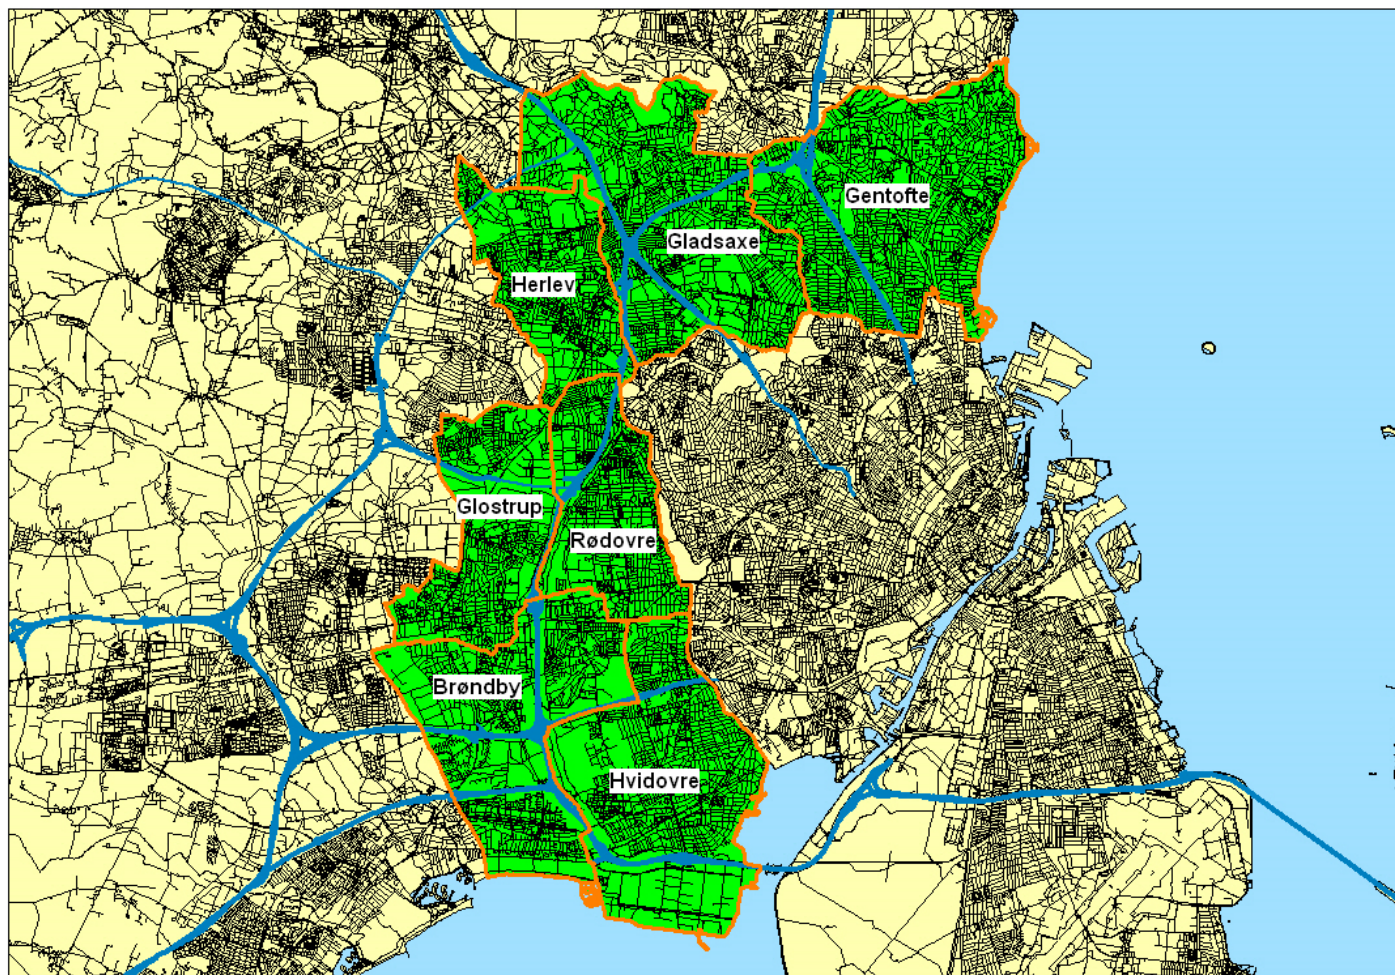 Gentofte
Gladsaxe
Herlev
Glostrup
Rødovre
Brøndby
Hvidovre